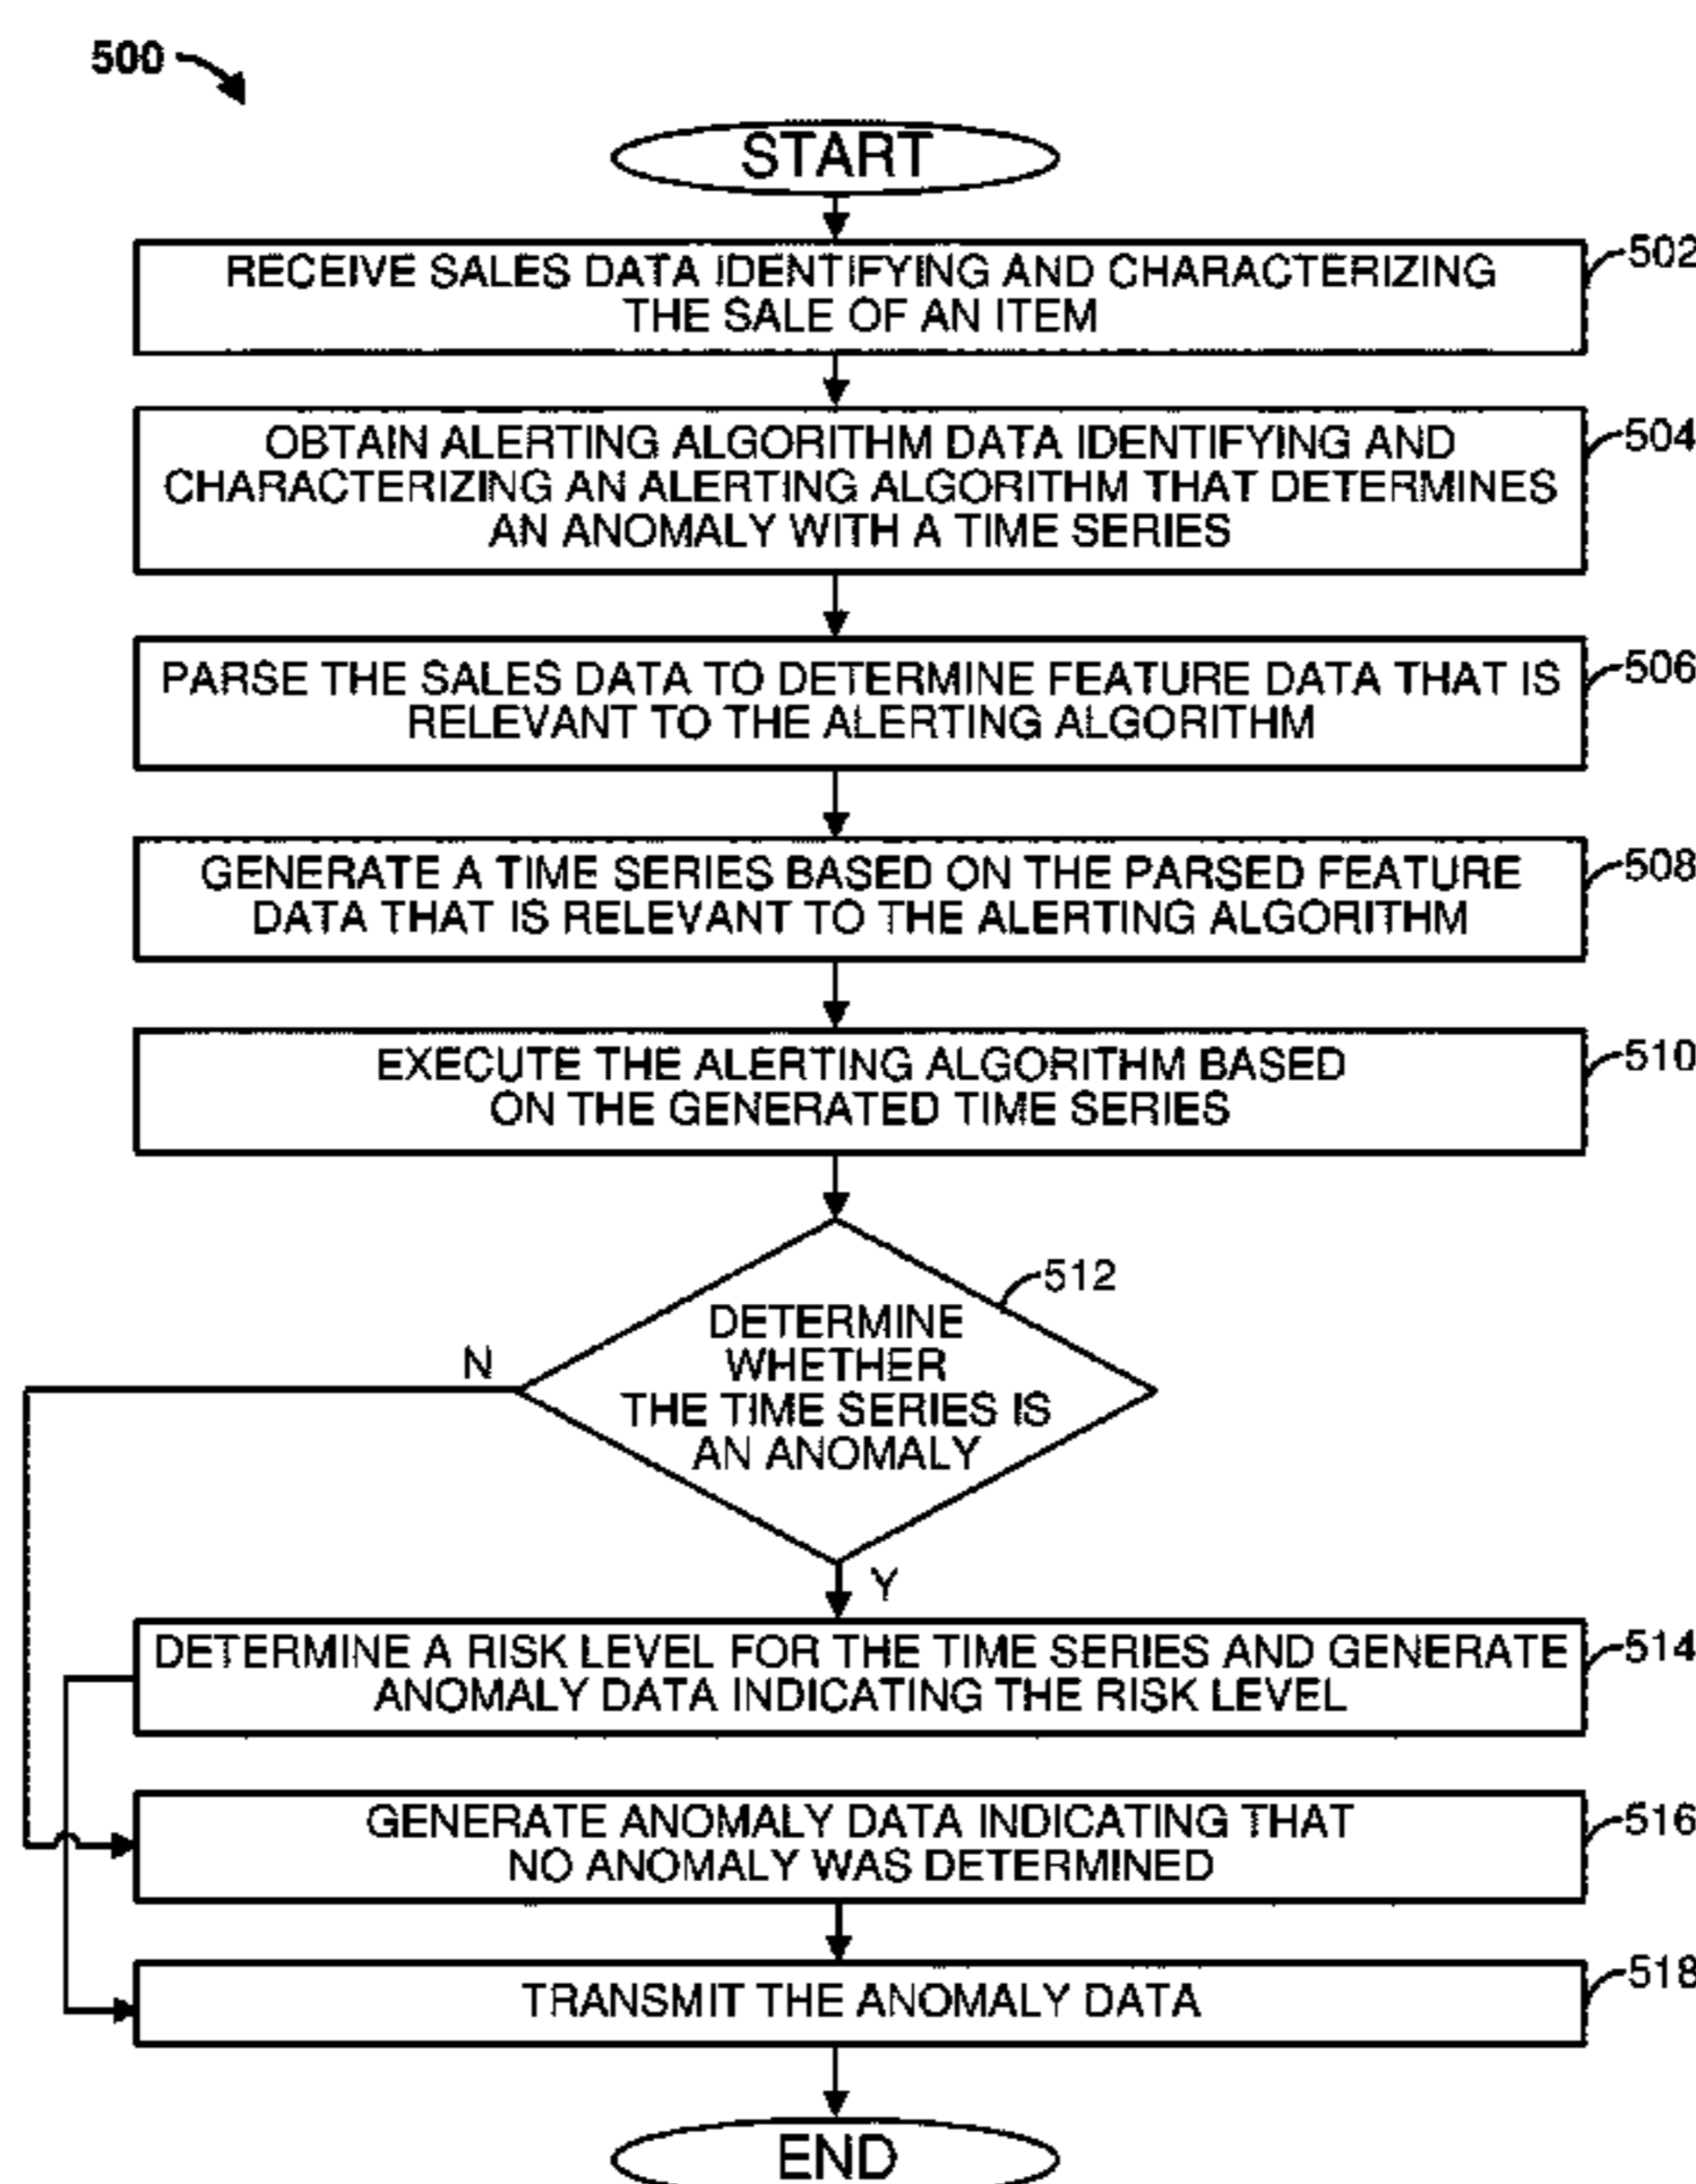 500
START
RECEIVE SALES DATA IDENTIFYING AND CHARACTERIZING
THE SALE OF AN ITEM
502
OBTAIN ALERTING ALGORITHM DATA IDENTIFYING AND
CHARACTERIZING AN ALERTING ALGORITHM THAT DETERMINES
AN ANOMALY WITH A TIME SERIES
504
PARSE THE SALES DATA TO DETERMINE FEATURE DATA THAT IS
RELEVANT TO THE ALERTING ALGORITHM
506
GENERATE A TIME SERIES BASED ON THE PARSED FEATURE
DATA THAT IS RELEVANT TO THE ALERTING ALGORITHM
508
EXECUTE THE ALERTING ALGORITHM BASED
ON THE GENERATED TIME SERIES
510
512
DETERMINE
WHETHER
THE TIME SERIES IS
AN ANOMALY
N
Y
DETERMINE A RISK LEVEL FOR THE TIME SERIES AND GENERATE
ANOMALY DATA INDICATING THE RISK LEVEL
514
GENERATE ANOMALY DATA INDICATING THAT
NO ANOMALY WAS DETERMINED
516
TRANSMIT THE ANOMALY DATA
518
END